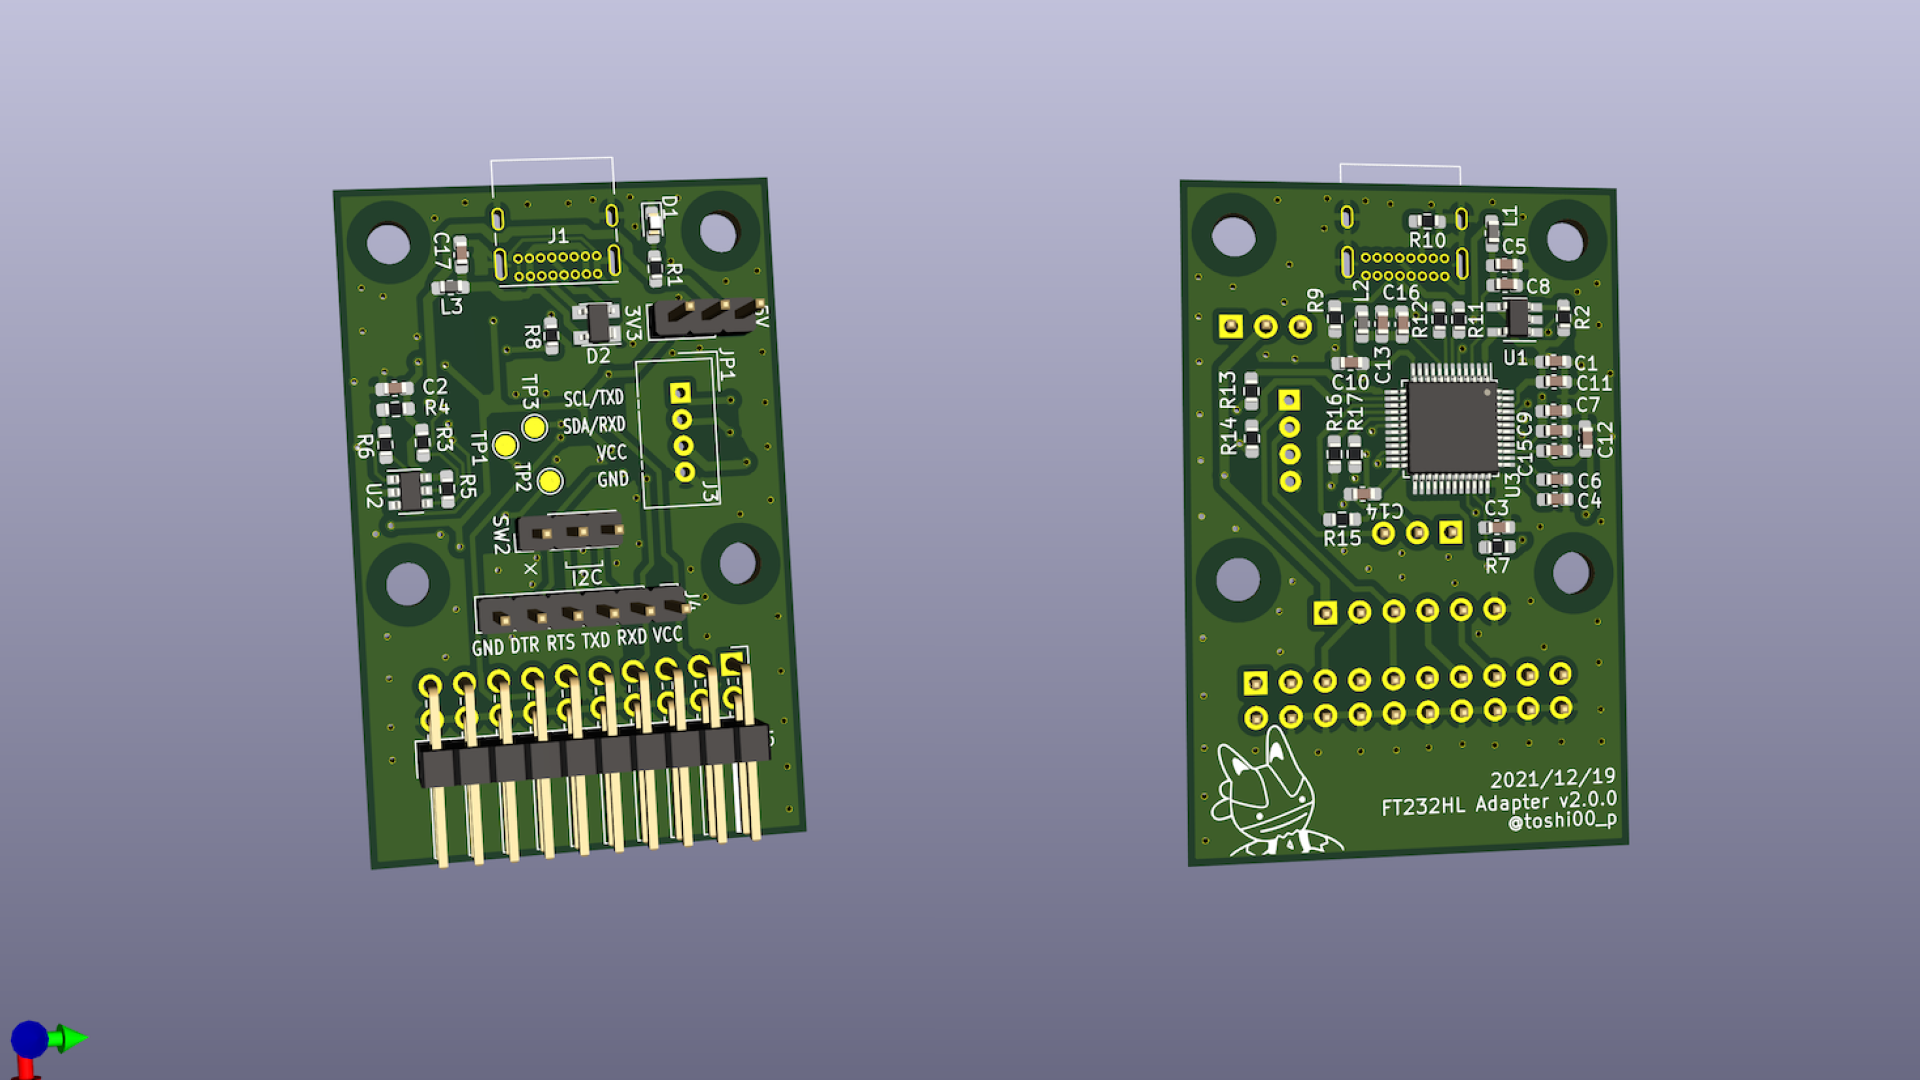 D1
J1
C17
R1
L3
3V3
5V
R8
D2
JP1
C2
TP3
SCL/TXD
R4
SDA/RXD
R6
R3
TP1
VCC
TP2
GND
U2
R5
J3
SW2
X
I2C
J4
GND DTR RTS TXD RXD VCC
L1
R10
C5
C8
R9
L2
C16
R12
R11
R2
U1
C13
C1
C10
C11
R13
R16
R17
C7
C9
R14
C12
C15
U3
C6
C4
C14
C3
R15
R7
2021/12/19
FT232HL Adapter v2.0.0
@toshi00_p